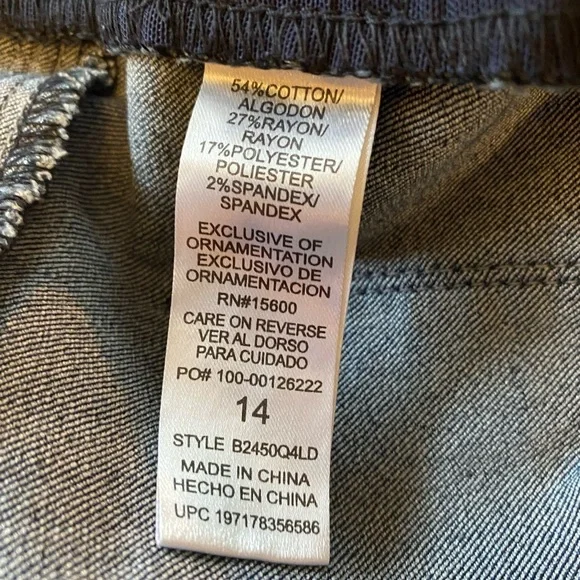 54%COTTON/
ALGODON
27%RAYON/
RAYON
17%POLYESTER/
POLIESTER
2%SPANDEX/
SPANDEX
EXCLUSIVE OF
ORNAMENTATION
EXCLUSIVO DE
ORNAMENTACION
RN#15600
CARE ON REVERSE
VER AL DORSO
PARA CUIDADO
PO# 100-00126222
14
STYLE B2450Q4LD
MADE IN CHINA
HECHO EN CHINA
UPC 197178356586